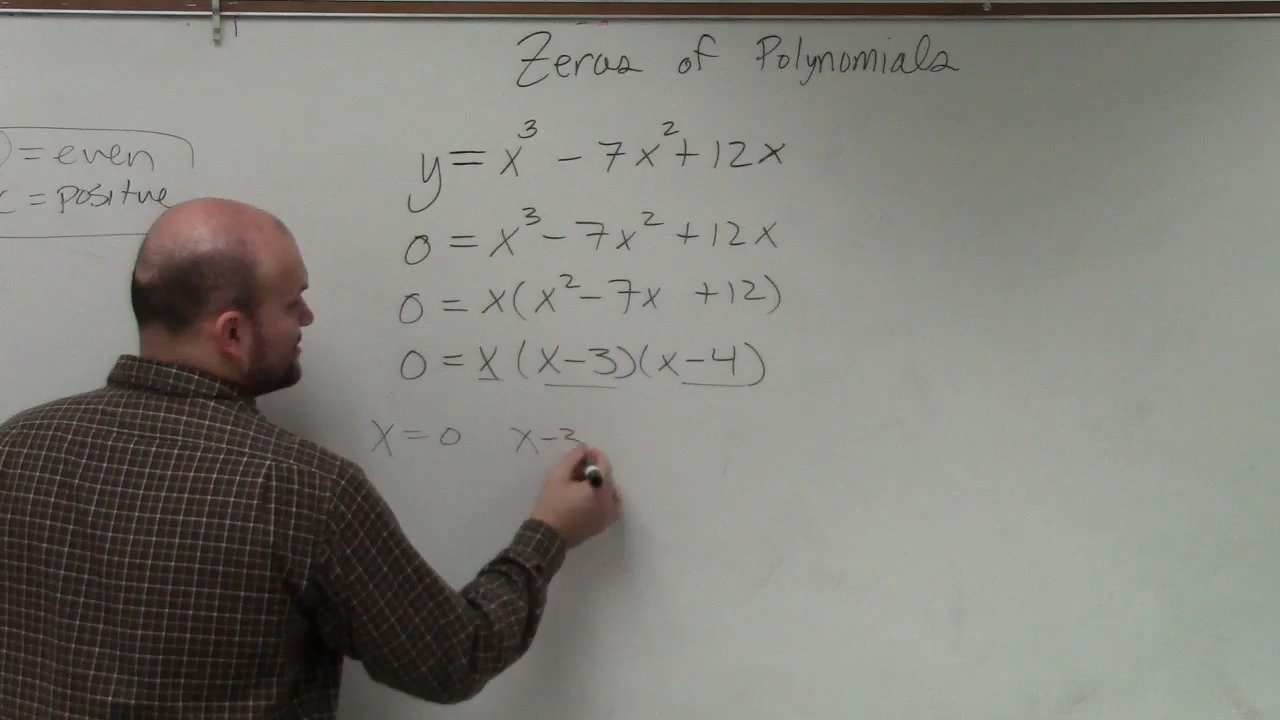 Zeros of Polynomials
= even
= positive
y = x³ - 7x² + 12x
0 = x³ - 7x² + 12x
0 = x(x² - 7x + 12)
0 = x(x-3)(x-4)
x = 0 x-3